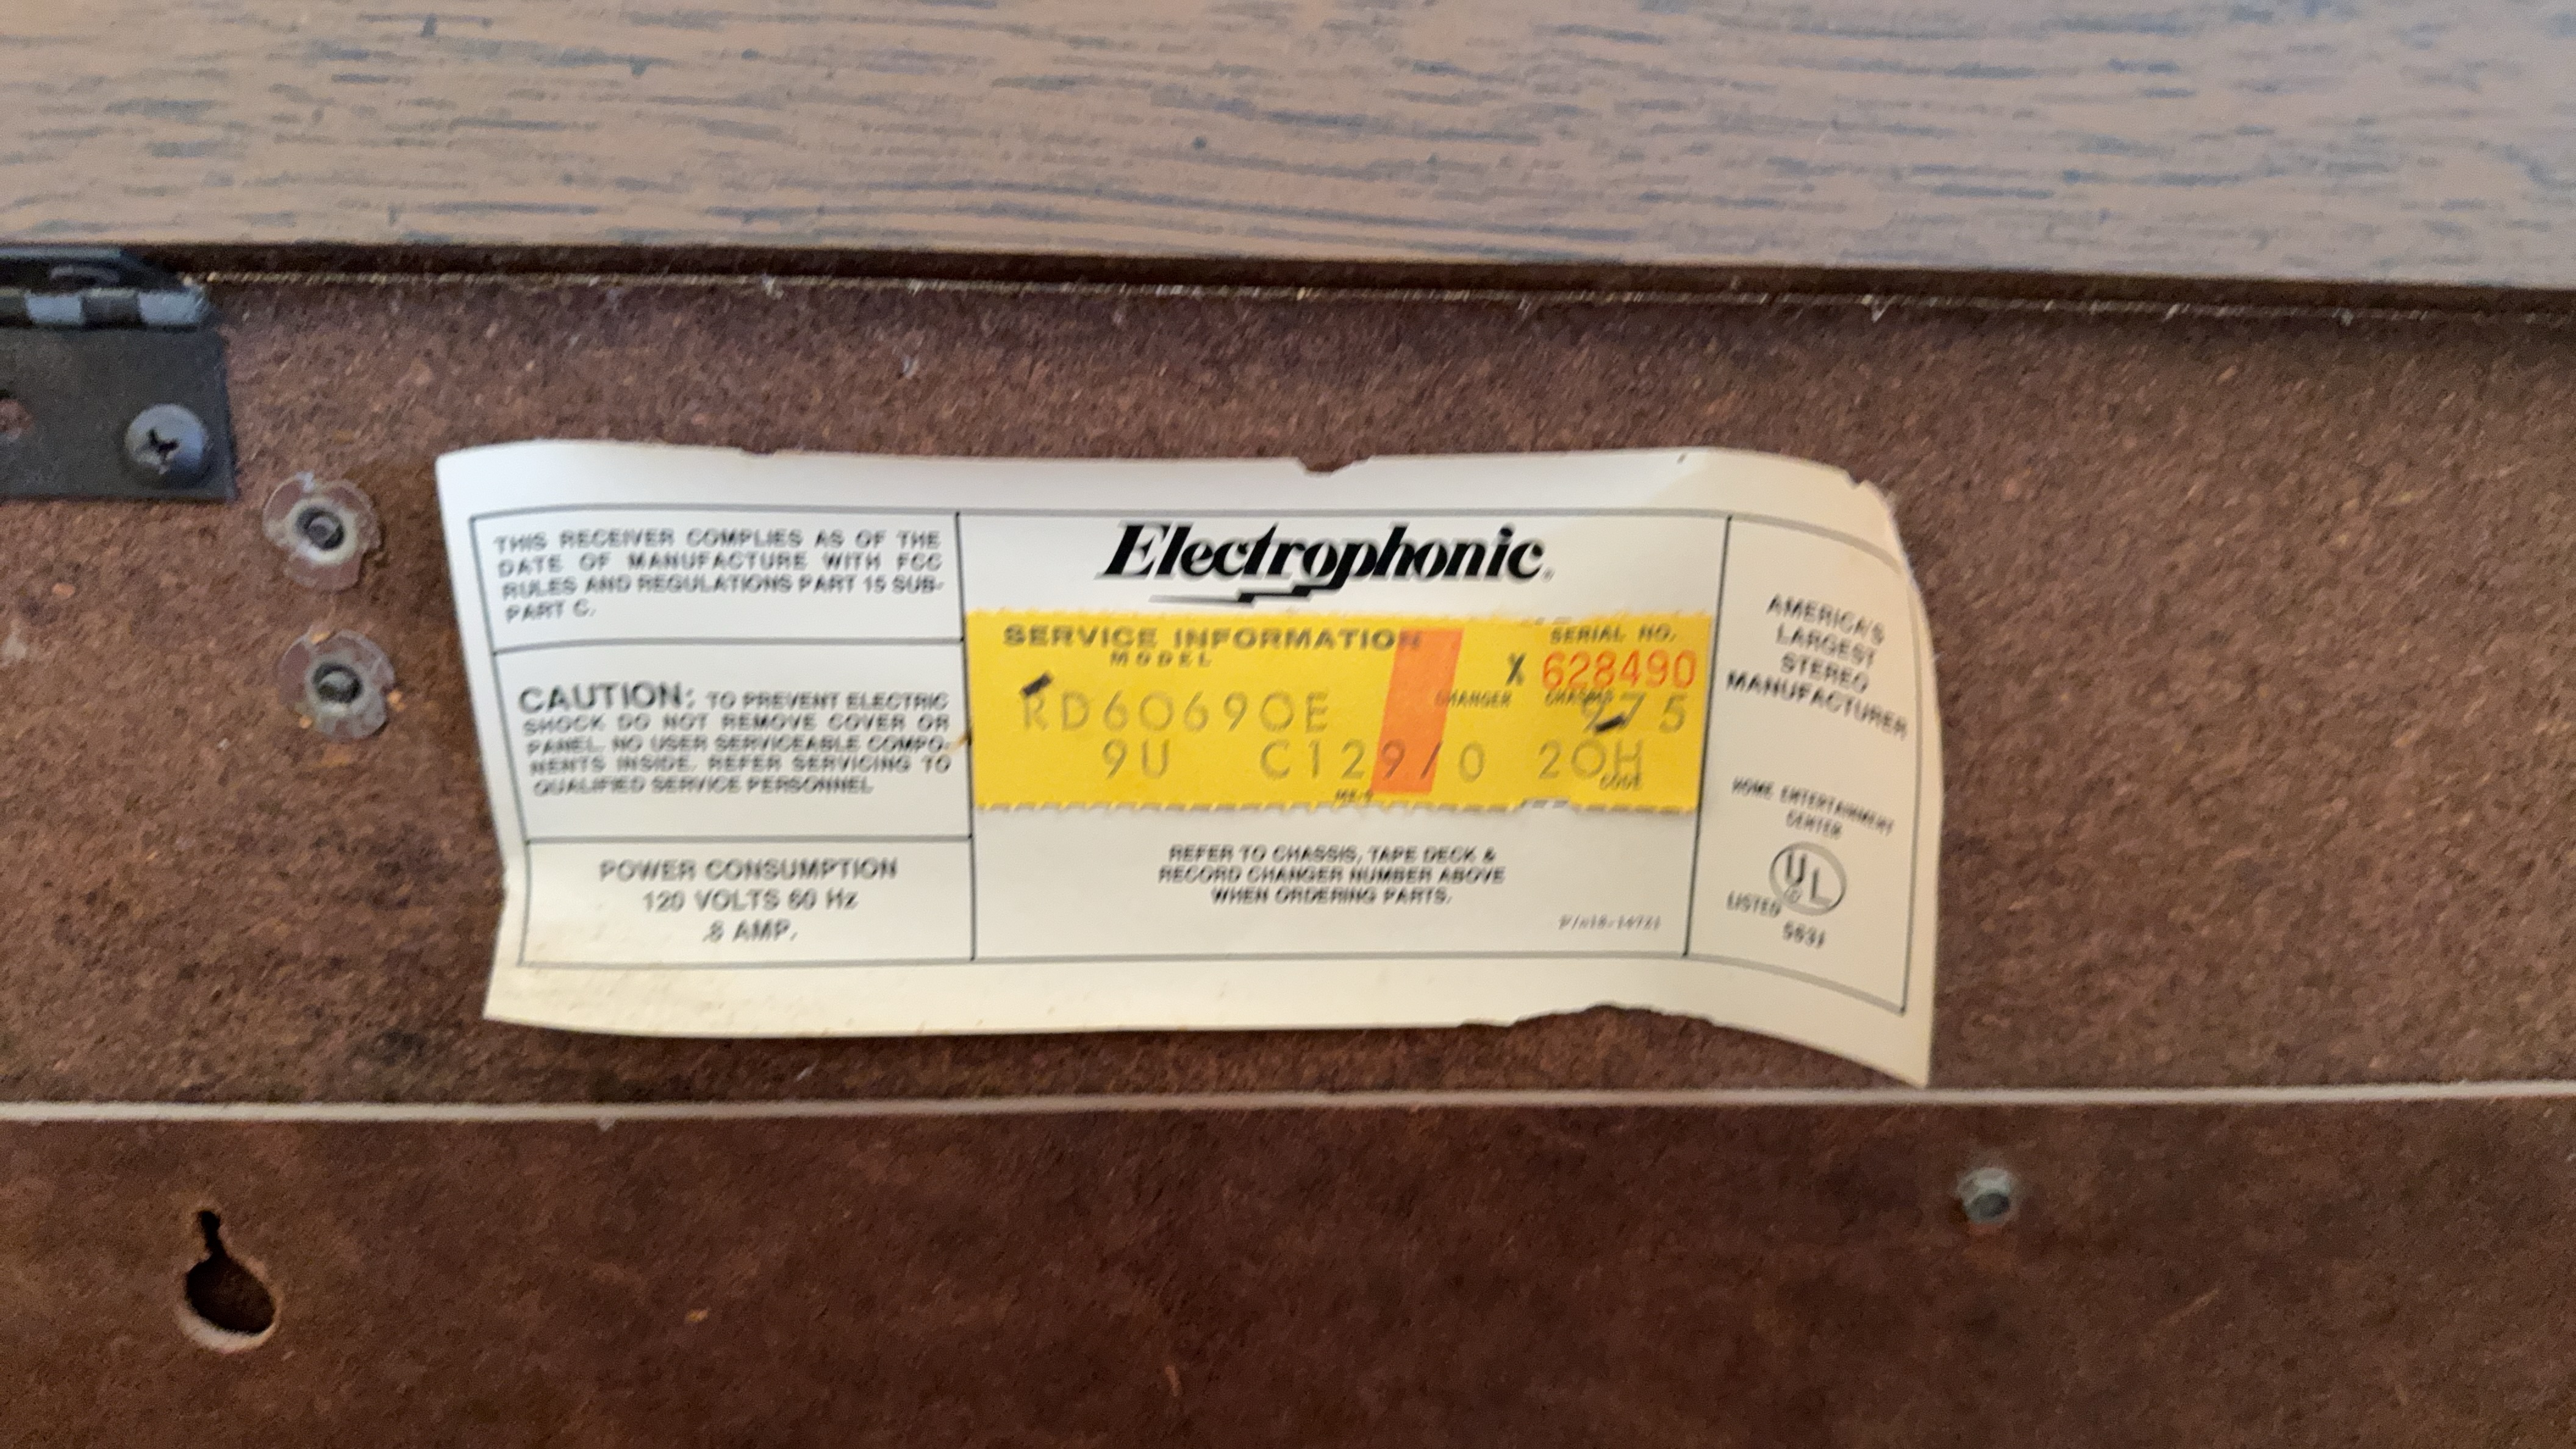 THIS RECEIVER COMPLIES AS OF THE
DATE OF MANUFACTURE WITH FCC
RULES AND REGULATIONS PART 15 SUB-
PART C.
CAUTION: TO PREVENT ELECTRIC
SHOCK DO NOT REMOVE COVER OR
PANEL. NO USER SERVICEABLE COMPO-
NENTS INSIDE. REFER SERVICING TO
QUALIFIED SERVICE PERSONNEL
POWER CONSUMPTION
120 VOLTS 60 Hz
.8 AMP.
Electrophonic
SERVICE INFORMATION
MODEL
SERIAL NO.
X 628490
CHANGER CHASSIS
RD60690E 975
9U C129/0 20H
CODE
REFER TO CHASSIS, TAPE DECK &
RECORD CHANGER NUMBER ABOVE
WHEN ORDERING PARTS.
AMERICA'S
LARGEST
STEREO
MANUFACTURER
HOME ENTERTAINMENT
CENTER
UL
LISTED
563J